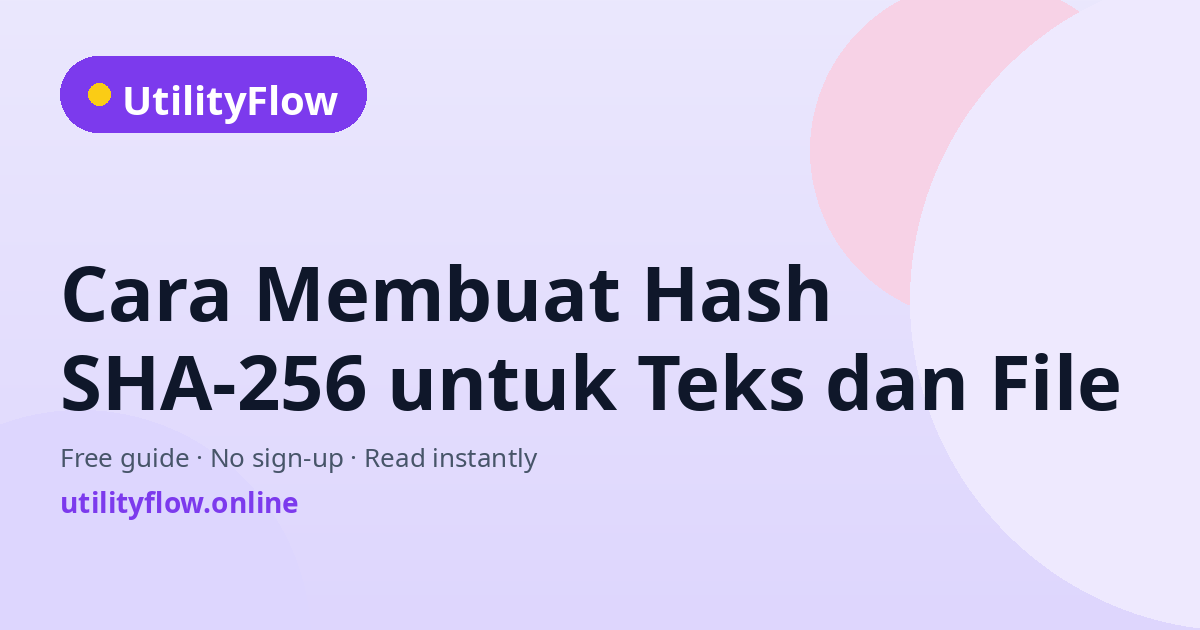 UtilityFlow
Cara Membuat Hash
SHA-256 untuk Teks dan File
Free guide · No sign-up · Read instantly
utilityflow.online